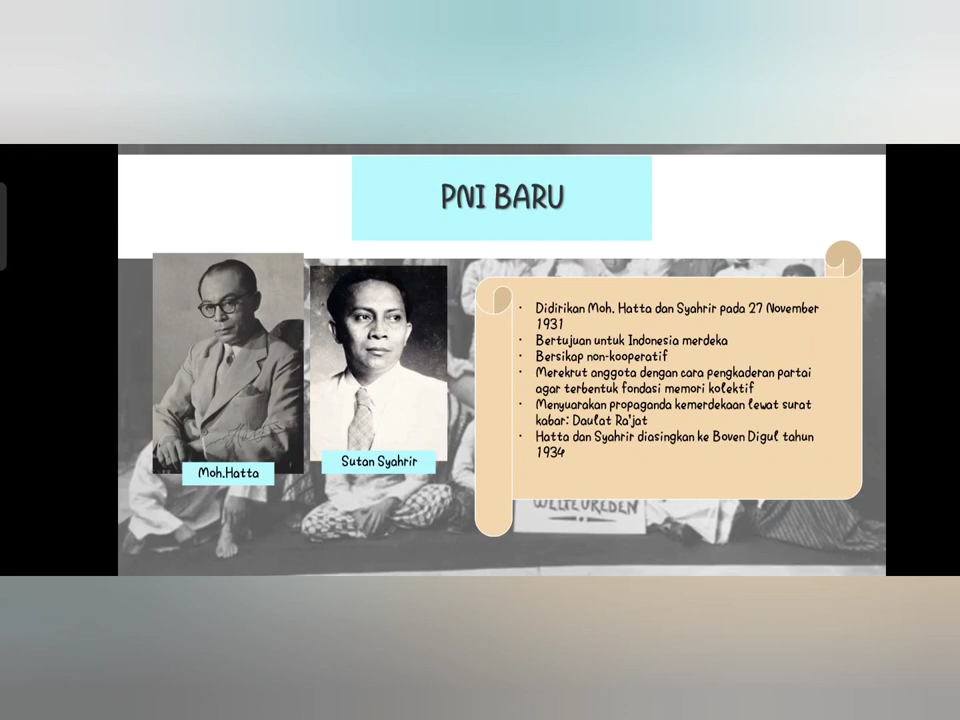 PNI BARU
Moh.Hatta
Sutan Syahrir
• Didirikan Moh. Hatta dan Syahrir pada 27 November
1931
• Bertujuan untuk Indonesia merdeka
• Bersikap non-kooperatif
• Merekrut anggota dengan cara pengkaderan partai
agar terbentuk fondasi memori kolektif
• Menyuarakan propaganda kemerdekaan lewat surat
kabar: Daulat Ra'jat
• Hatta dan Syahrir diasingkan ke Boven Digul tahun
1934
WELTEVREDEN